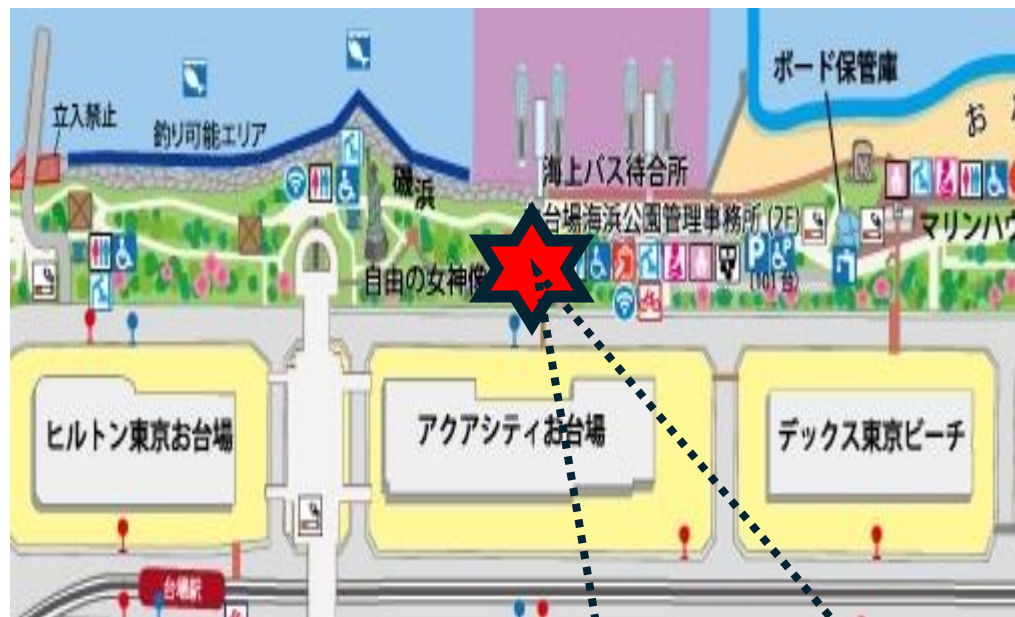 ボード保管庫
立入禁止
釣り可能エリア
お
磯浜
海上バス待合所
台場海浜公園管理事務所(2F)
マリンハウ
自由の女神像
P
P
(101台)
ヒルトン東京お台場
アクアシティお台場
デックス東京ビーチ
台場駅